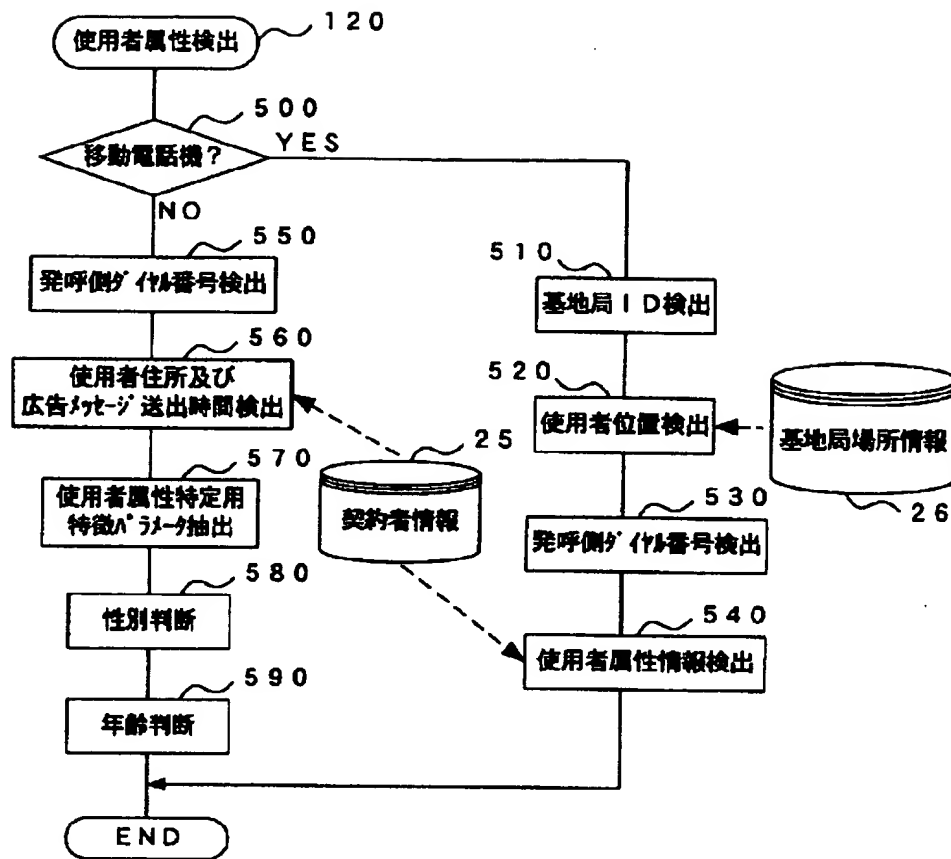 使用者属性検出
120
500
移動電話機?
YES
NO
550
発呼側ダイヤル番号検出
560
使用者住所及び
広告メッセージ送出時間検出
570
使用者属性特定用
特徴パラメータ抽出
580
性別判断
590
年齢判断
END
25
契約者情報
510
基地局ID検出
520
使用者位置検出
530
発呼側ダイヤル番号検出
540
使用者属性情報検出
基地局場所情報
26